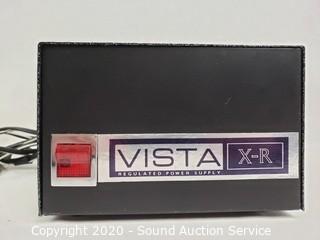 VISTA X-R
REGULATED POWER SUPPLY
Copyright 2020 - Sound Auction Service